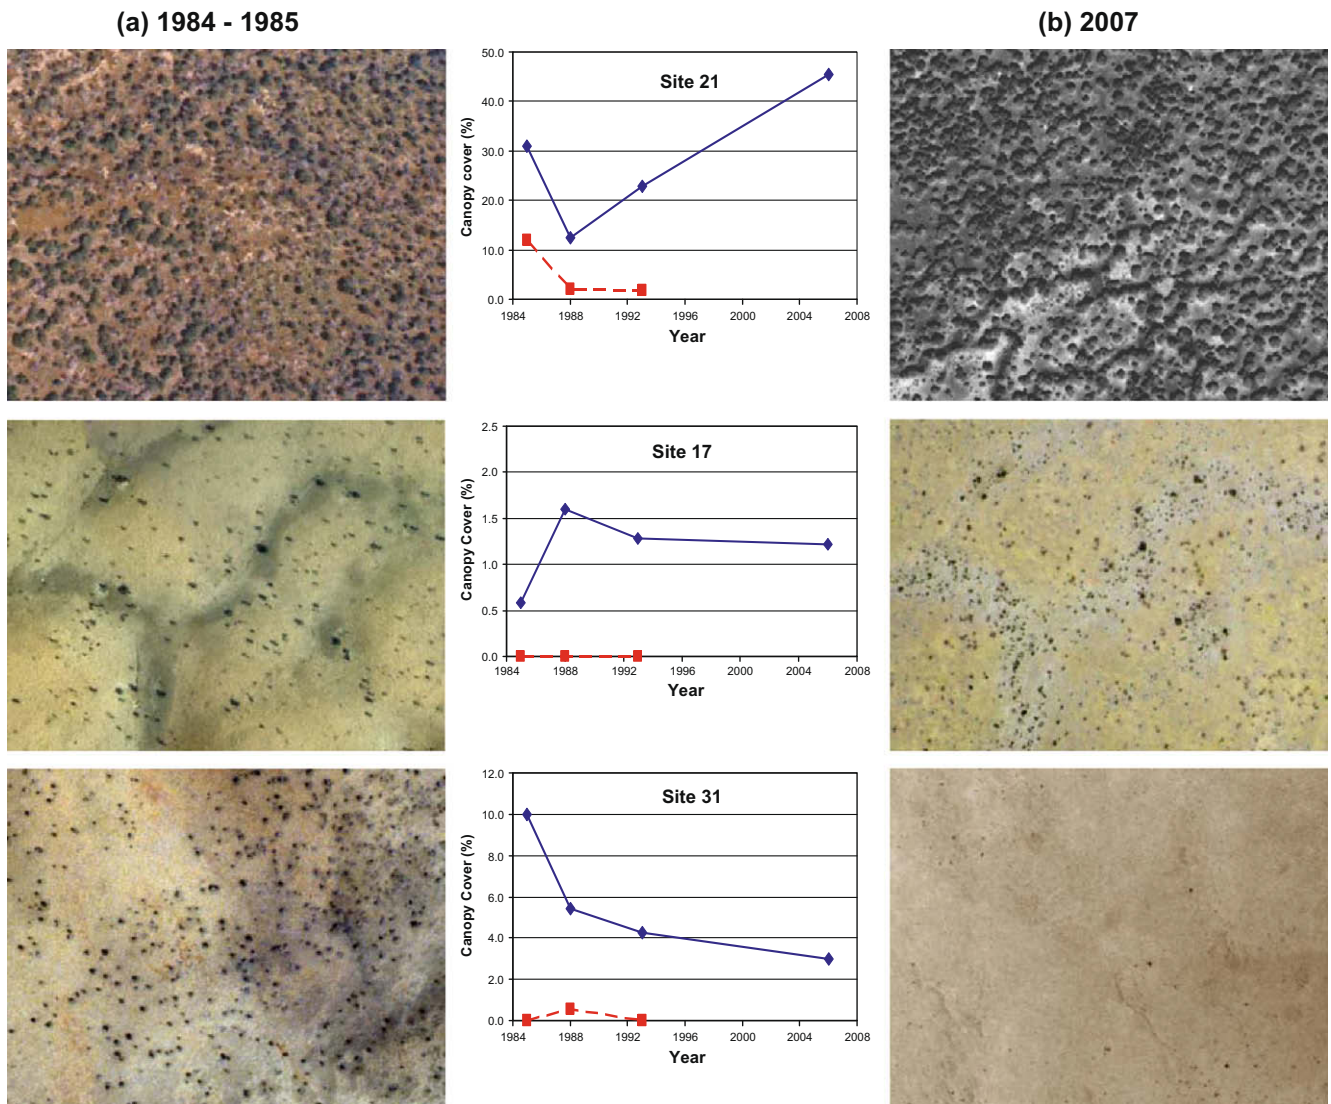 (a) 1984 - 1985
(b) 2007
Site 21
Canopy cover (%)
50.0
40.0
30.0
20.0
10.0
0.0
1984 1988 1992 1996 2000 2004 2008
Year
Site 17
Canopy Cover (%)
2.5
2.0
1.5
1.0
0.5
0.0
1984 1988 1992 1996 2000 2004 2008
Year
Site 31
Canopy Cover (%)
12.0
10.0
8.0
6.0
4.0
2.0
0.0
1984 1988 1992 1996 2000 2004 2008
Year